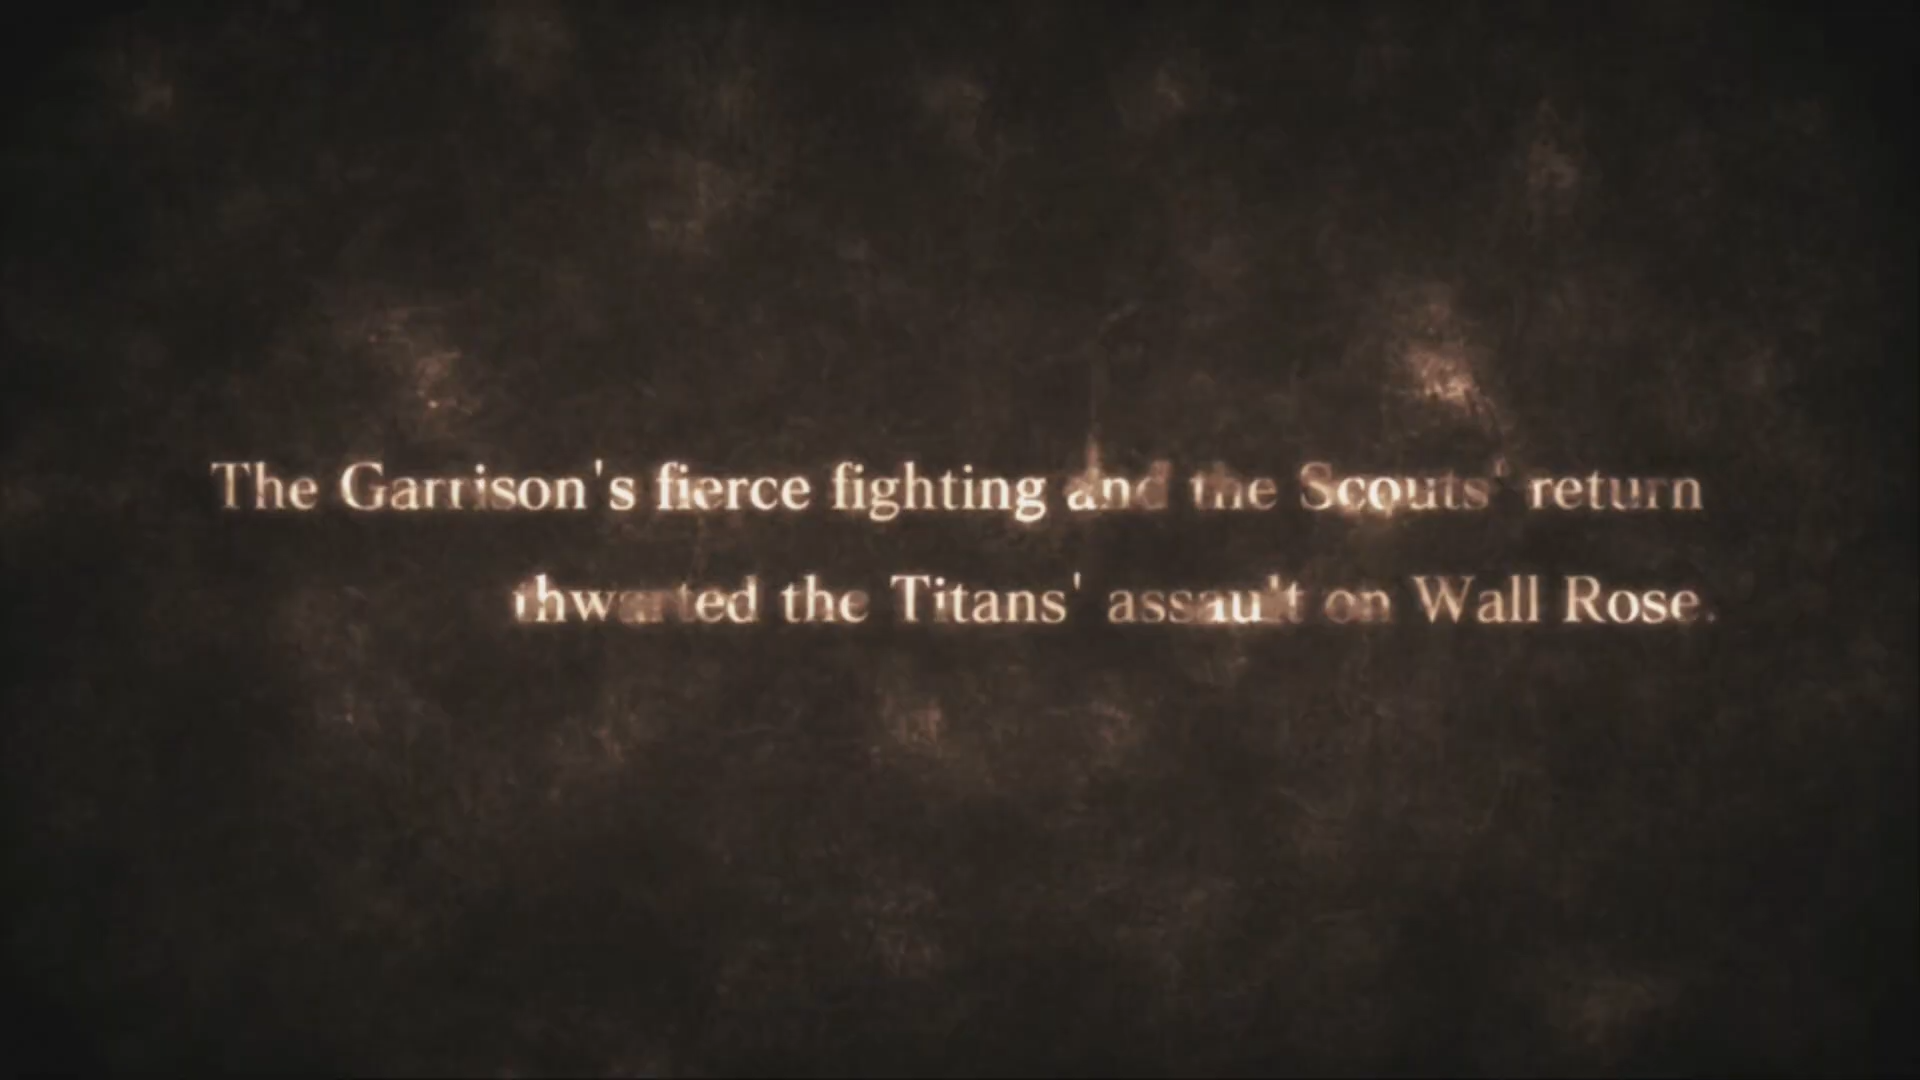 The Garrison's fierce fighting and the Scouts' return
thwarted the Titans' assault on Wall Rose.